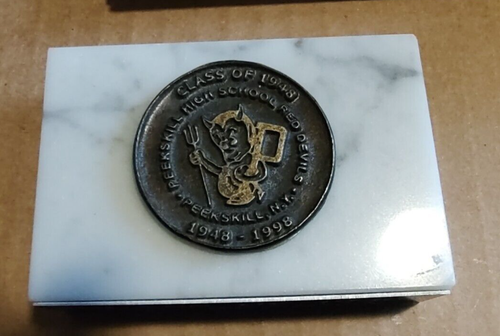 CLASS OF 1948
PEEKSKILL HIGH SCHOOL RED DEVILS
PEEKSKILL, N.Y.
1948 - 1998